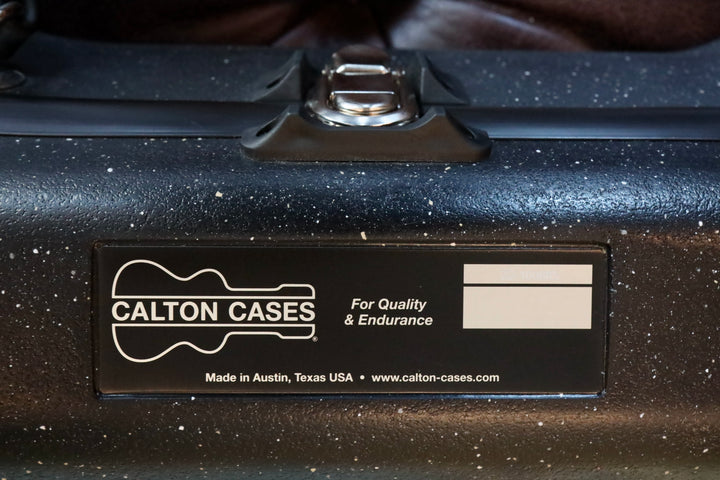 CALTON CASES
®
For Quality
& Endurance
Made in Austin, Texas USA • www.calton-cases.com